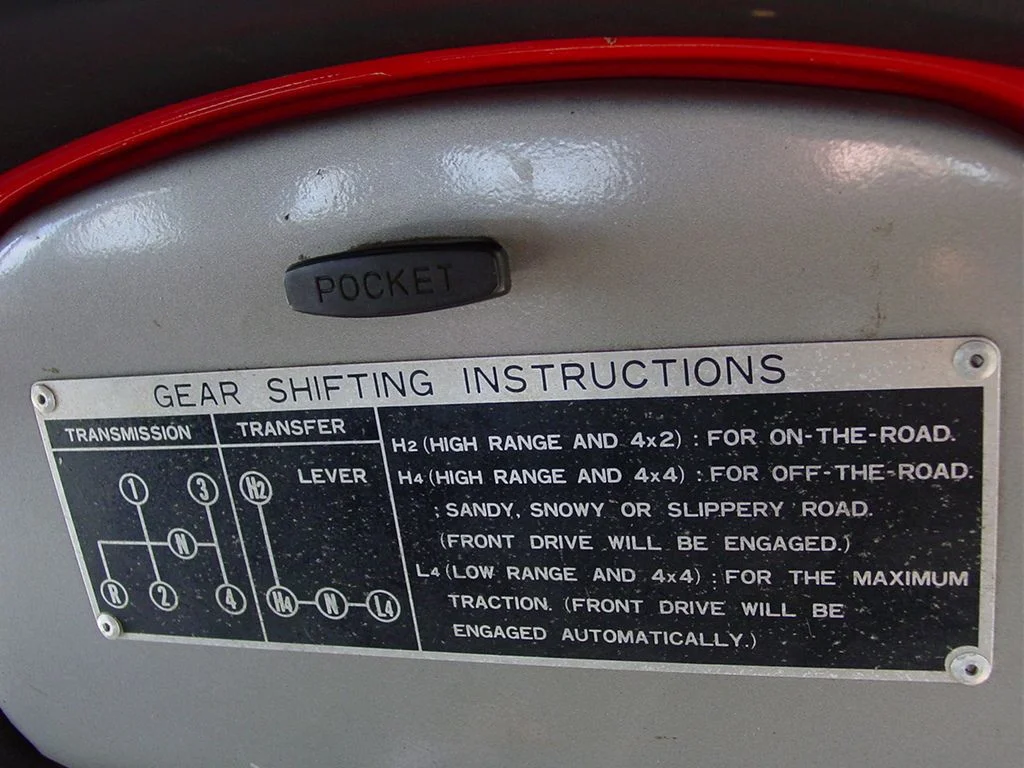 POCKET
GEAR SHIFTING INSTRUCTIONS
TRANSMISSION
1 3
N
R 2 4
TRANSFER
H2 LEVER
H4 N L4
H2 (HIGH RANGE AND 4x2) : FOR ON-THE-ROAD.
H4 (HIGH RANGE AND 4x4) : FOR OFF-THE-ROAD.
: SANDY, SNOWY OR SLIPPERY ROAD.
(FRONT DRIVE WILL BE ENGAGED.)
L4 (LOW RANGE AND 4x4) : FOR THE MAXIMUM
TRACTION. (FRONT DRIVE WILL BE
ENGAGED AUTOMATICALLY.)